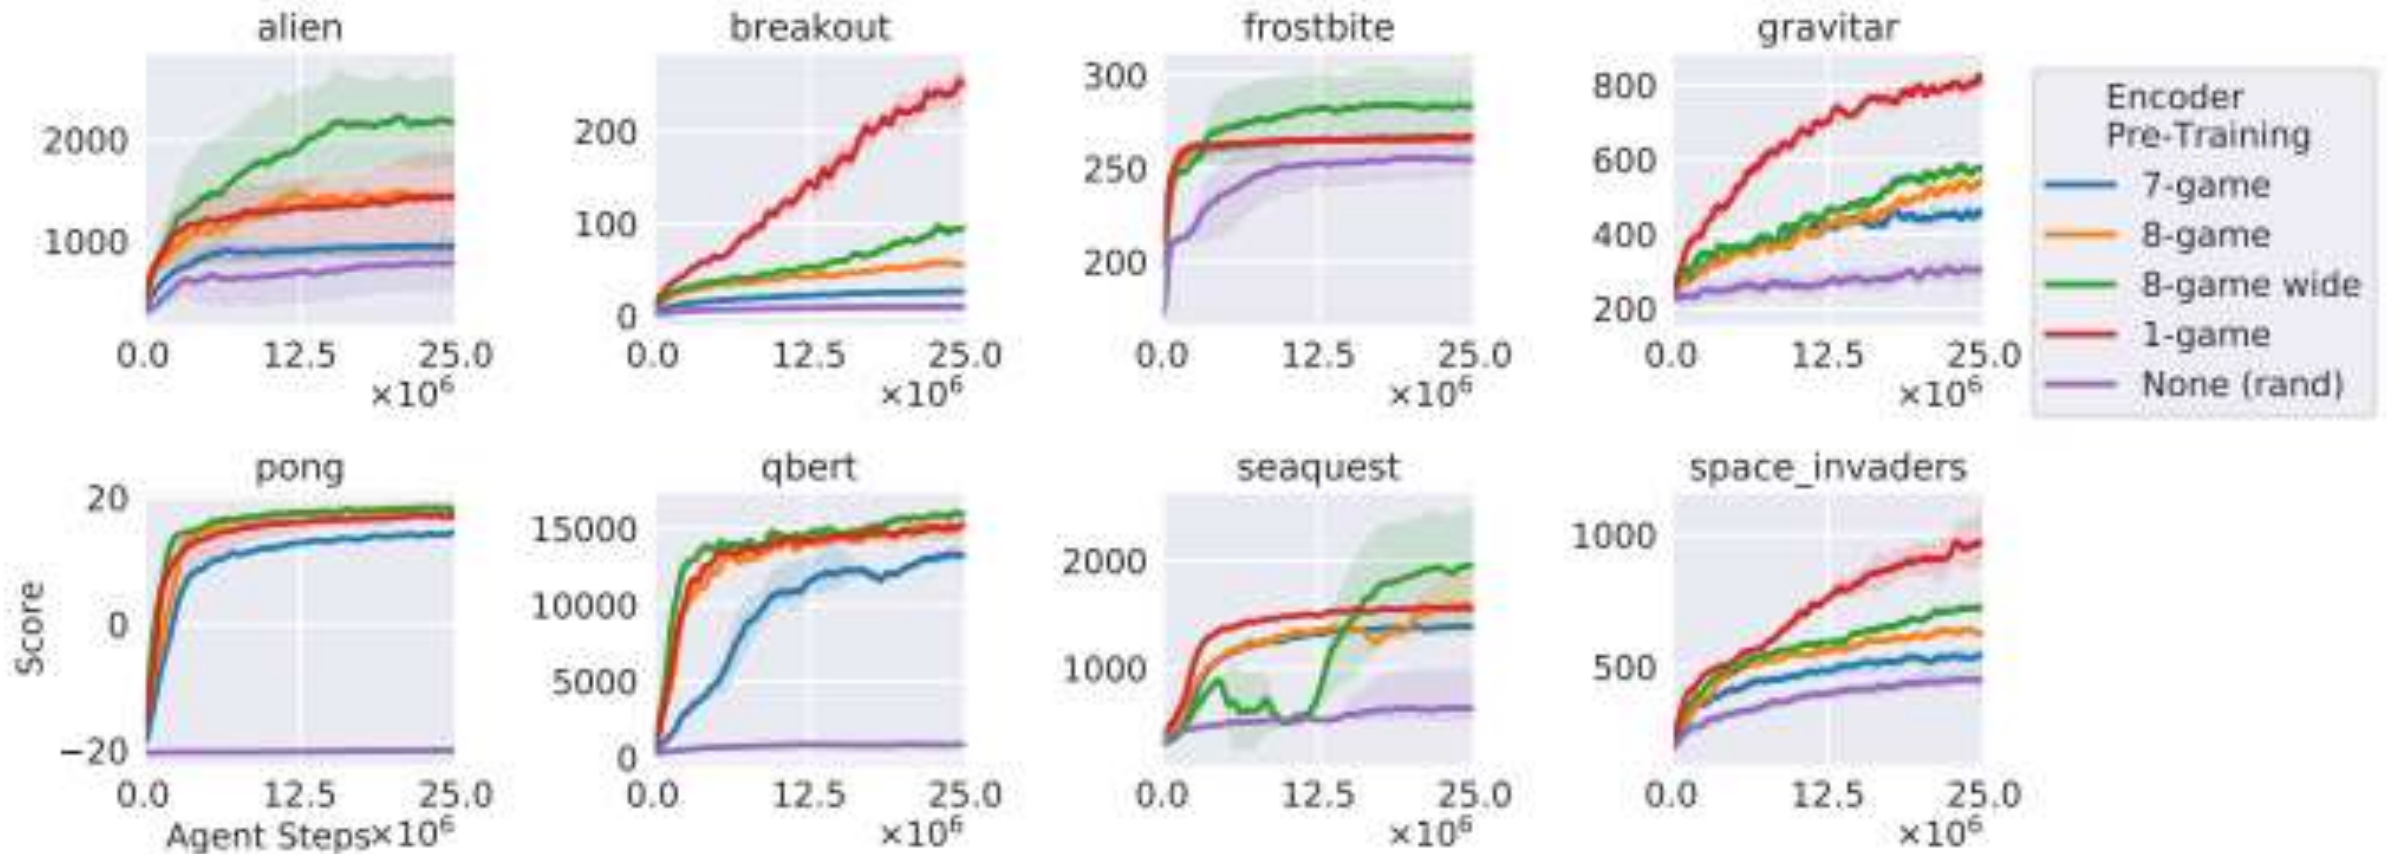 alien
breakout
frostbite
gravitar
2000
1000
0.0 12.5 25.0
×10⁶
200
100
0
0.0 12.5 25.0
×10⁶
300
250
200
0.0 12.5 25.0
×10⁶
800
600
400
200
0.0 12.5 25.0
×10⁶
Encoder
Pre-Training
7-game
8-game
8-game wide
1-game
None (rand)
pong
qbert
seaquest
space_invaders
Score
20
0
−20
0.0 12.5 25.0
Agent Steps×10⁶
15000
10000
5000
0
0.0 12.5 25.0
×10⁶
2000
1000
0.0 12.5 25.0
×10⁶
1000
500
0.0 12.5 25.0
×10⁶